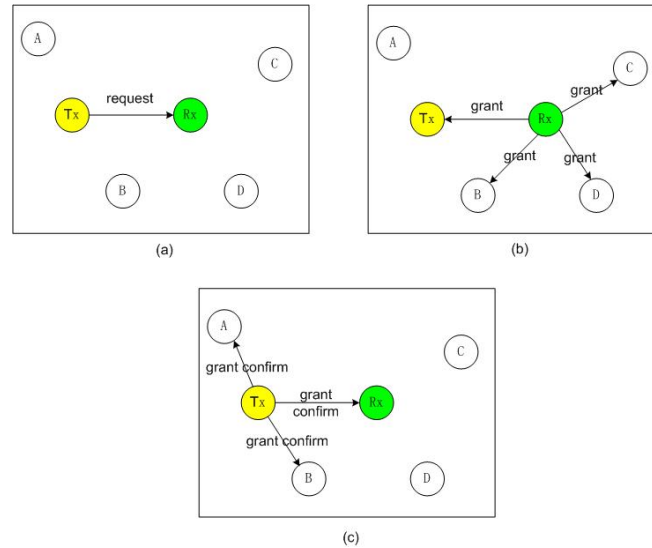 A
C
request
Tx
Rx
B
D
(a)
A
C
grant
grant
Tx
Rx
grant
grant
B
D
(b)
A
C
grant confirm
grant
Tx
Rx
confirm
grant confirm
B
D
(c)